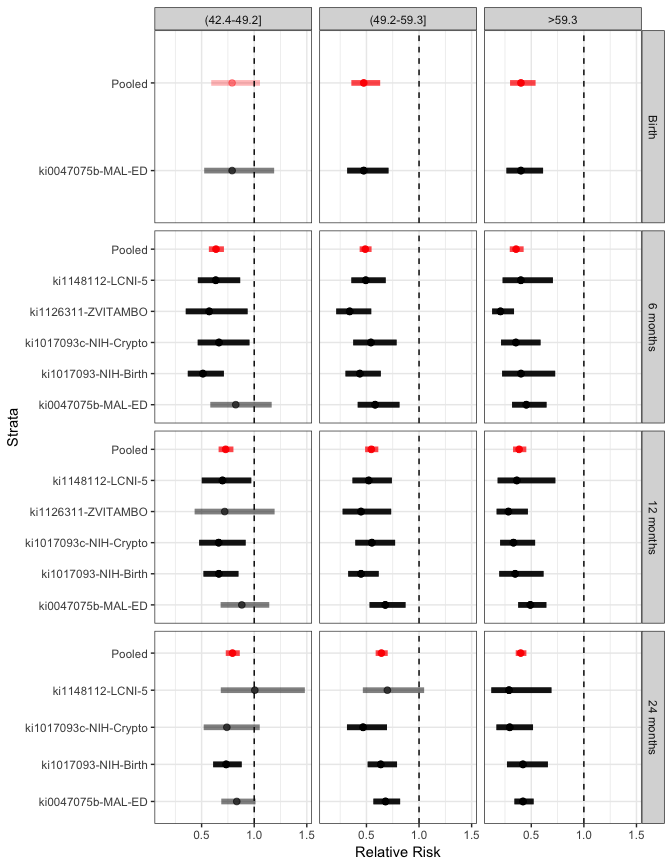 (42.4-49.2]
(49.2-59.3]
>59.3
Pooled
ki0047075b-MAL-ED
Birth
Pooled
ki1148112-LCNI-5
ki1126311-ZVITAMBO
ki1017093c-NIH-Crypto
ki1017093-NIH-Birth
ki0047075b-MAL-ED
6 months
Pooled
ki1148112-LCNI-5
ki1126311-ZVITAMBO
ki1017093c-NIH-Crypto
ki1017093-NIH-Birth
ki0047075b-MAL-ED
12 months
Pooled
ki1148112-LCNI-5
ki1017093c-NIH-Crypto
ki1017093-NIH-Birth
ki0047075b-MAL-ED
24 months
Strata
0.5 1.0 1.5 0.5 1.0 1.5 0.5 1.0 1.5
Relative Risk